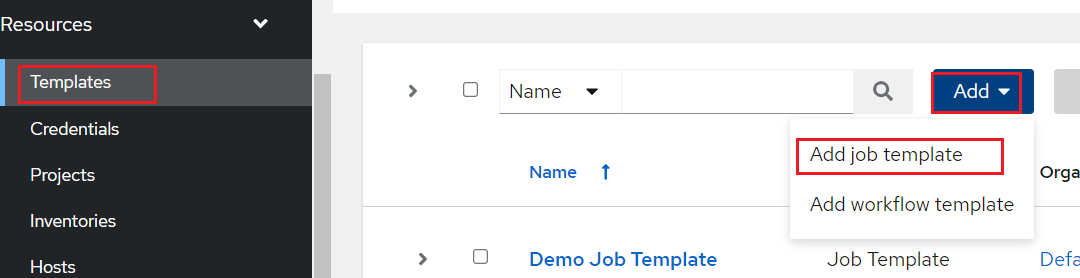 Resources
Templates
Credentials
Projects
Inventories
Hosts
Name
Add
Add job template
Add workflow template
Name
Orga
Demo Job Template
Job Template
Defa